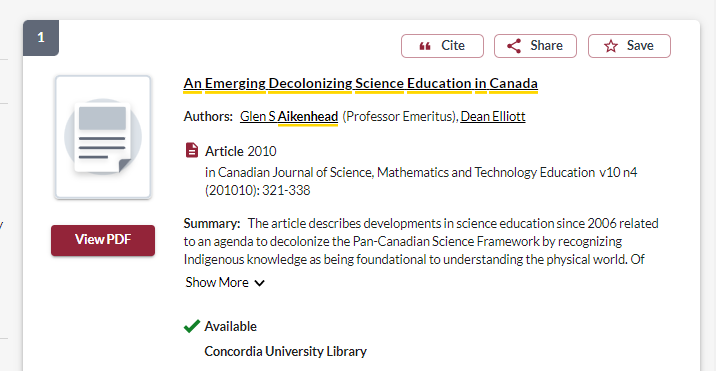 1
Cite
Share
Save
An Emerging Decolonizing Science Education in Canada
Authors: Glen S Aikenhead (Professor Emeritus), Dean Elliott
Article 2010
in Canadian Journal of Science, Mathematics and Technology Education v10 n4
(201010): 321-338
View PDF
Summary: The article describes developments in science education since 2006 related
to an agenda to decolonize the Pan-Canadian Science Framework by recognizing
Indigenous knowledge as being foundational to understanding the physical world. Of
Show More
Available
Concordia University Library